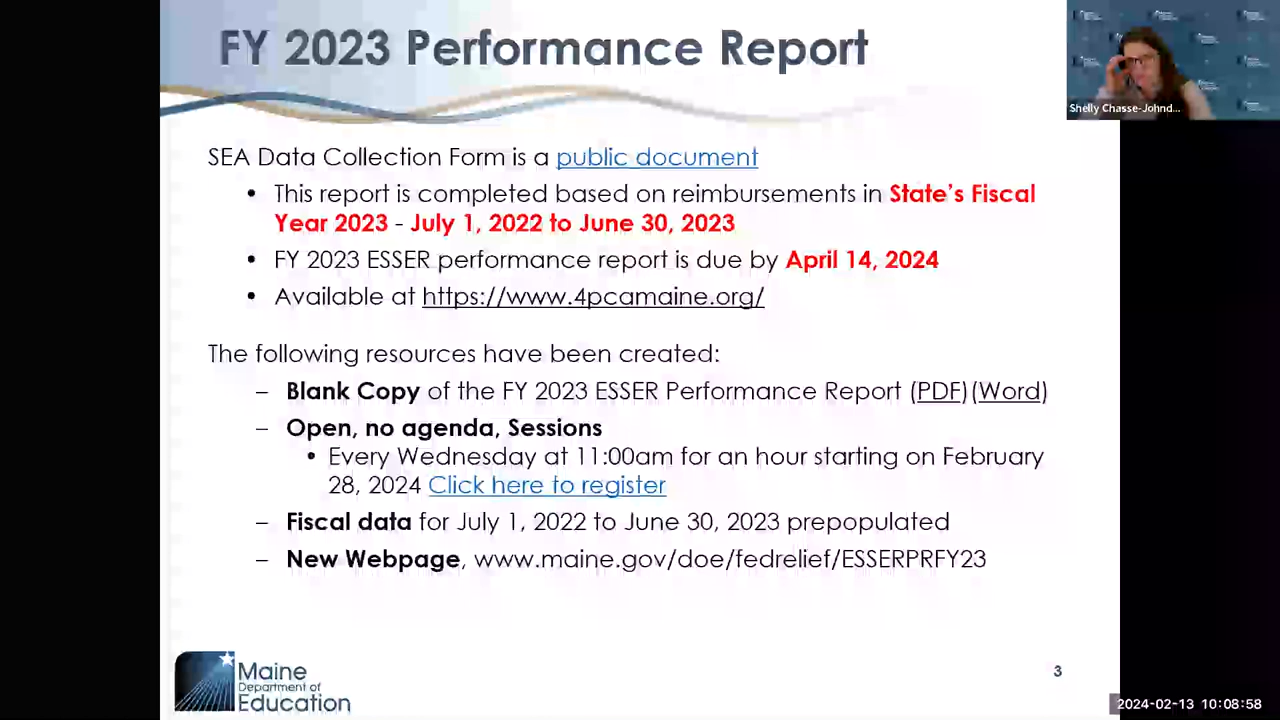 FY 2023 Performance Report
Shelly Chasse-Johnd...
SEA Data Collection Form is a public document
• This report is completed based on reimbursements in State's Fiscal
Year 2023 - July 1, 2022 to June 30, 2023
• FY 2023 ESSER performance report is due by April 14, 2024
• Available at https://www.4pcamaine.org/
The following resources have been created:
– Blank Copy of the FY 2023 ESSER Performance Report (PDF)(Word)
– Open, no agenda, Sessions
• Every Wednesday at 11:00am for an hour starting on February
28, 2024 Click here to register
– Fiscal data for July 1, 2022 to June 30, 2023 prepopulated
– New Webpage, www.maine.gov/doe/fedrelief/ESSERPRFY23
Maine
Department of
Education
3
2024-02-13 10:08:58